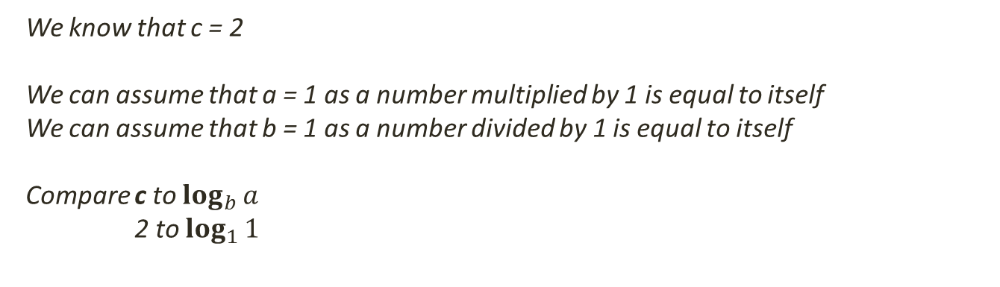 We know that c = 2
We can assume that a = 1 as a number multiplied by 1 is equal to itself
We can assume that b = 1 as a number divided by 1 is equal to itself
Compare c to log_b a
2 to log_1 1